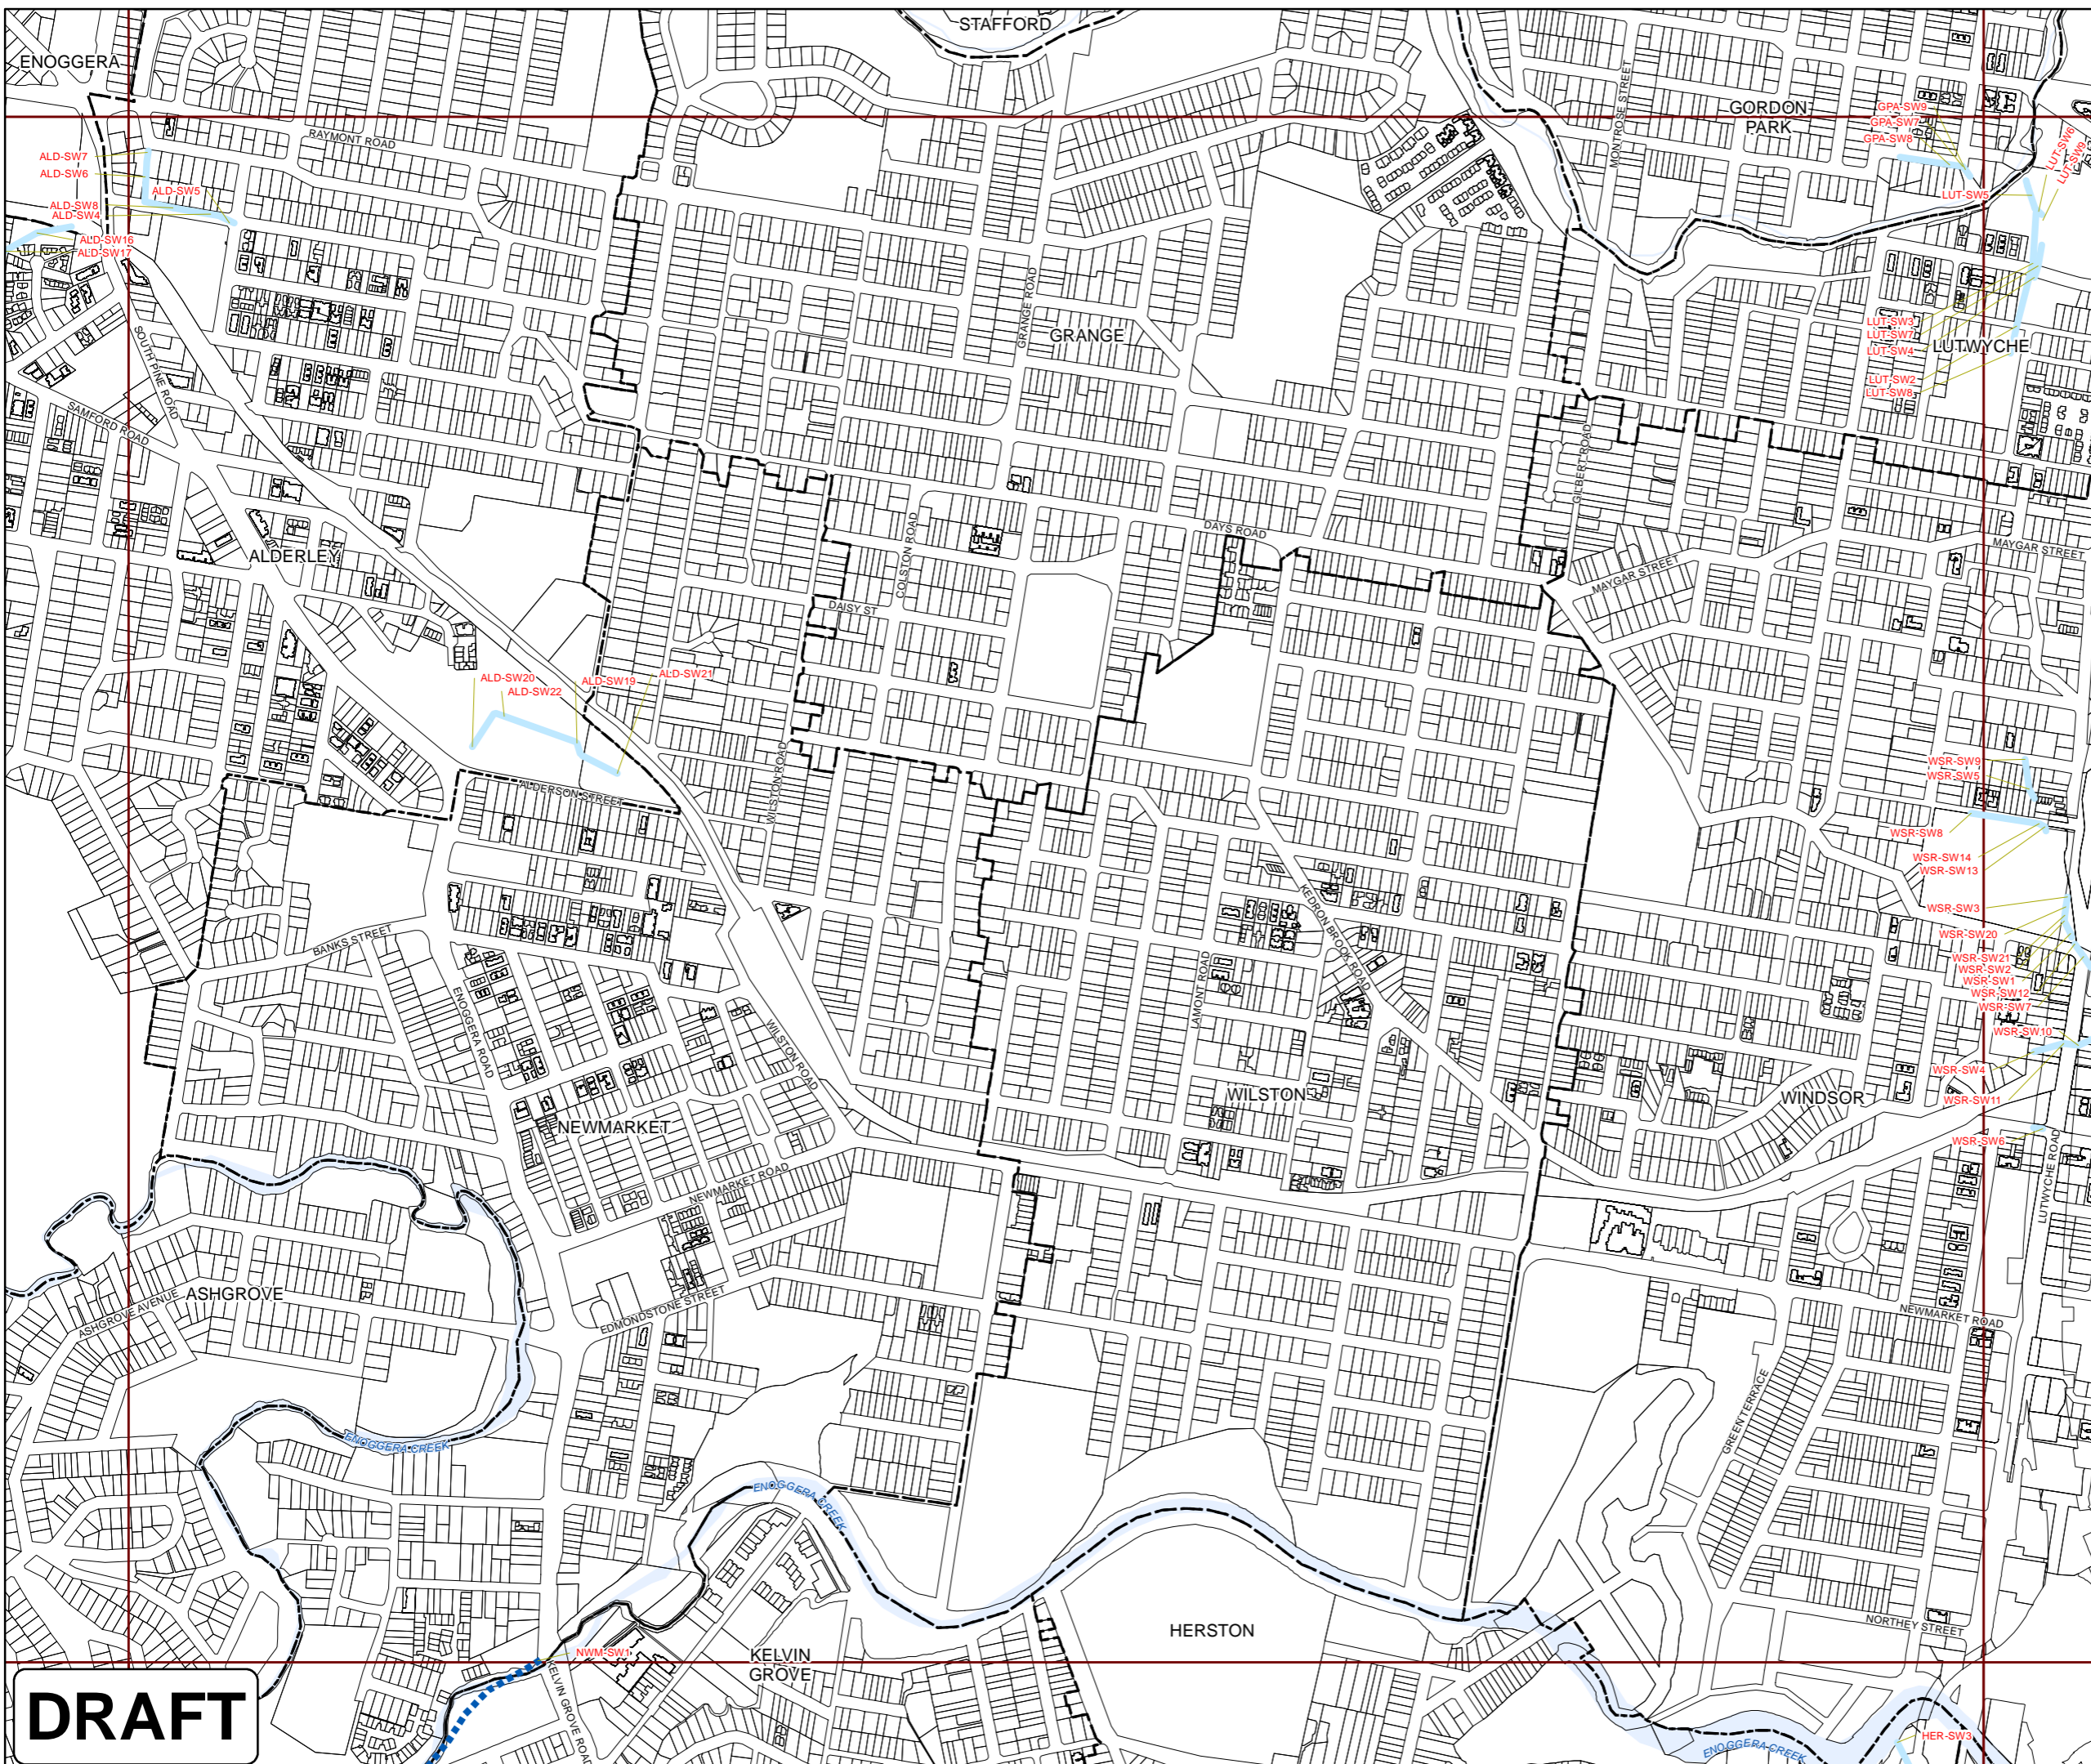 STAFFORD
ENOGGERA
MONTROSE STREET
GORDON
PARK
GPA-SW9
GPA-SW7
GPA-SW8
LUT-SW6
LUT-SW9
RAYMONT ROAD
ALD-SW7
ALD-SW6
ALD-SW5
ALD-SW8
ALD-SW4
LUT-SW5
ALD-SW16
ALD-SW17
GRANGE ROAD
GRANGE
LUT-SW3
LUT-SW7
LUT-SW4
LUTWYCHE
LUT-SW2
LUT-SW8
SOUTH PINE ROAD
SAMFORD ROAD
GILBERT ROAD
DAYS ROAD
COLSTON ROAD
MAYGAR STREET
MAYGAR STREET
ALDERLEY
DAISY ST
ALD-SW20
ALD-SW22
ALD-SW19
ALD-SW21
WILSTON ROAD
ALDERSON STREET
WSR-SW9
WSR-SW5
WSR-SW8
WSR-SW14
WSR-SW13
KEDRON BROOK ROAD
WSR-SW3
WSR-SW20
BANKS STREET
LAMONT ROAD
WSR-SW21
WSR-SW2
WSR-SW1
WSR-SW12
WSR-SW7
ENOGGERA ROAD
WILSTON ROAD
WSR-SW10
WSR-SW4
WILSTON
WINDSOR
WSR-SW11
NEWMARKET
WSR-SW6
LUTWYCHE ROAD
NEWMARKET ROAD
ASHGROVE
ASHGROVE AVENUE
EDMONDSTONE STREET
NEWMARKET ROAD
GREEN TERRACE
ENOGGERA CREEK
ENOGGERA CREEK
NORTHEY STREET
HERSTON
NWM-SW1
KELVIN
GROVE
KELVIN GROVE ROAD
DRAFT
HER-SW3
ENOGGERA CREEK